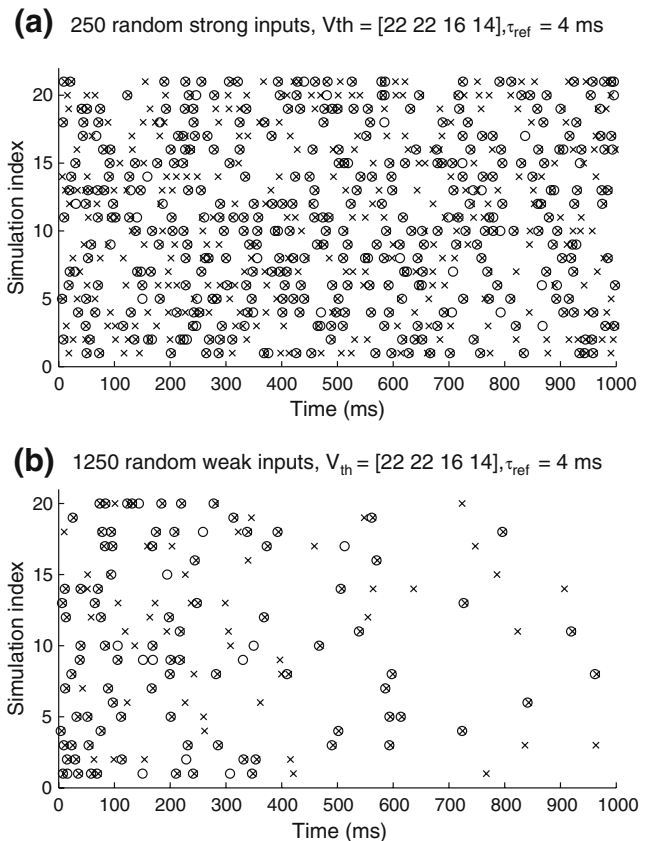 (a) 250 random strong inputs, Vth = [22 22 16 14],τref = 4 ms
20
15
10
5
0
Simulation index
0 100 200 300 400 500 600 700 800 900 1000
Time (ms)
(b) 1250 random weak inputs, Vth = [22 22 16 14],τref = 4 ms
20
15
10
5
0
Simulation index
0 100 200 300 400 500 600 700 800 900 1000
Time (ms)